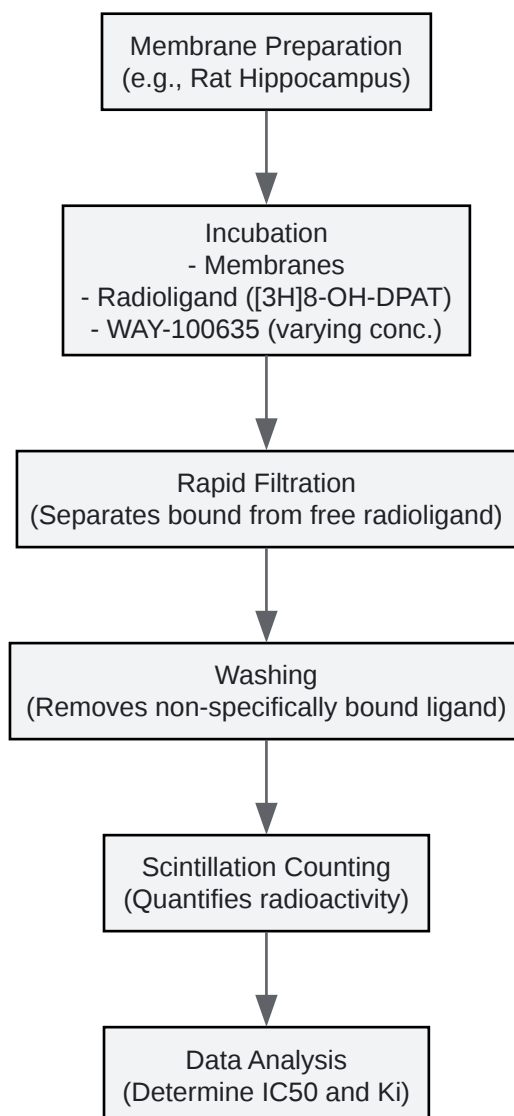 Membrane Preparation
(e.g., Rat Hippocampus)
Incubation
- Membranes
- Radioligand ([3H]8-OH-DPAT)
- WAY-100635 (varying conc.)
Rapid Filtration
(Separates bound from free radioligand)
Washing
(Removes non-specifically bound ligand)
Scintillation Counting
(Quantifies radioactivity)
Data Analysis
(Determine IC50 and Ki)